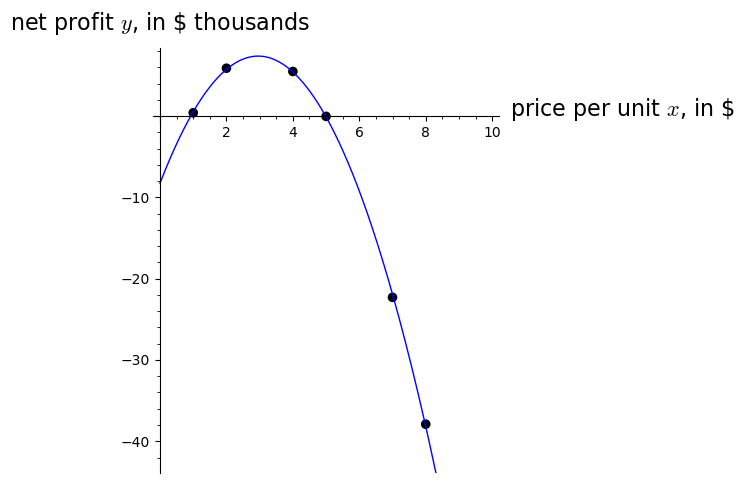 net profit y, in $ thousands
price per unit x, in $
2 4 6 8 10
−10
−20
−30
−40